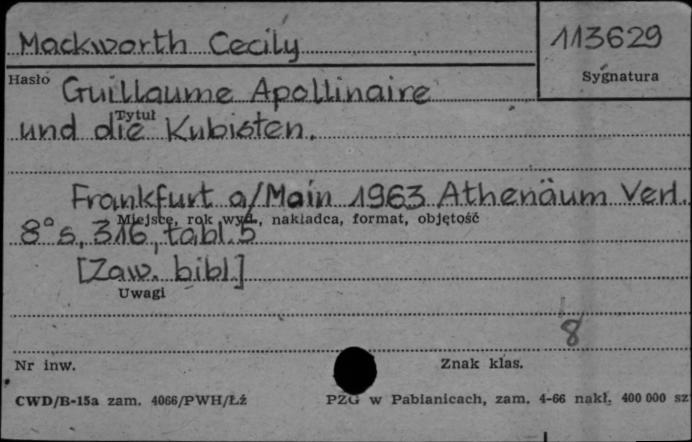 Mackworth Cecily
113629
Hasło
Sygnatura
Guillaume Apollinaire
Tytuł
und die Kubisten.
Frankfurt a/Main 1963 Athenäum Verl.
Miejsce, rok wyd., nakładca, format, objętość
8° s, 316, tabl. 5
[Zaw. bibl.]
Uwagi
8
Nr inw.
Znak klas.
CWD/B-15a zam. 4066/PWH/Łż
PZG w Pabianicach, zam. 4-66 nakł. 400 000 sz